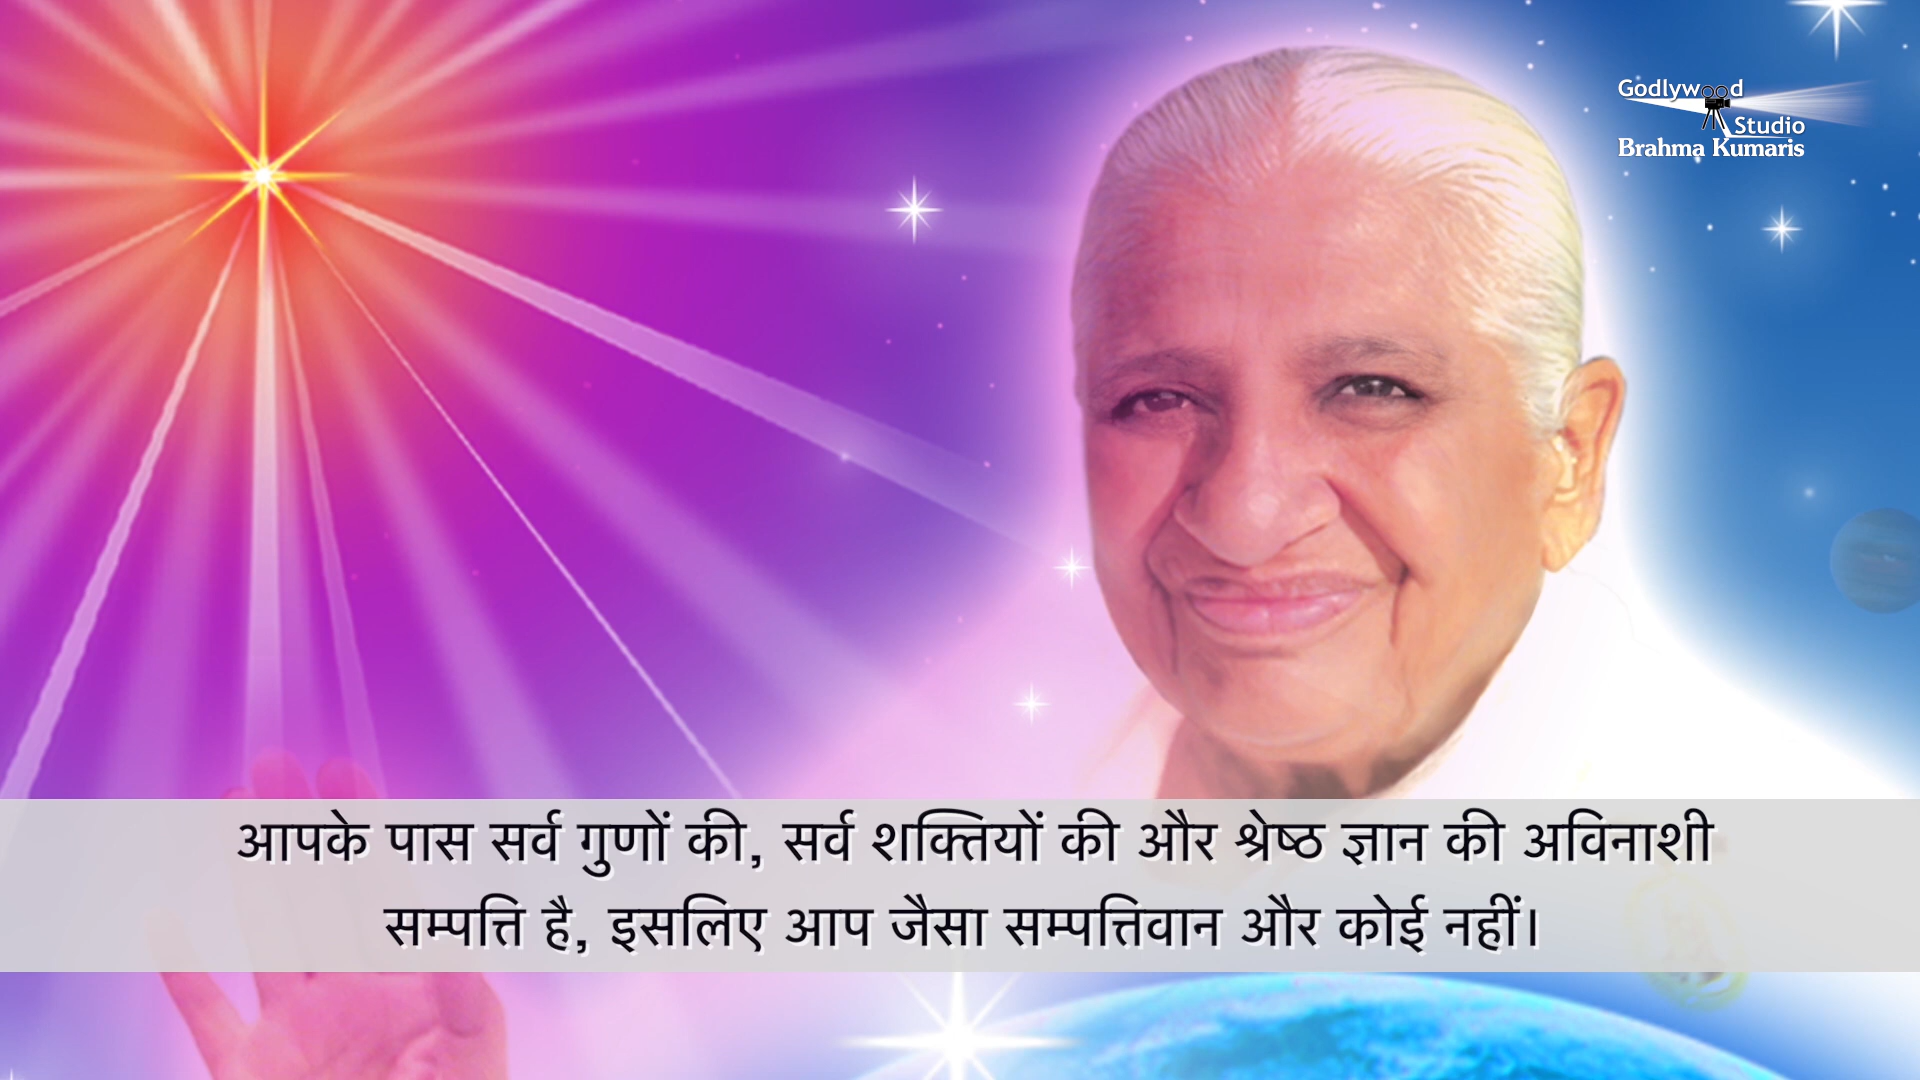 Godlywood
Studio
Brahma Kumaris
आपके पास सर्व गुणों की, सर्व शक्तियों की और श्रेष्ठ ज्ञान की अविनाशी
सम्पत्ति है, इसलिए आप जैसा सम्पत्तिवान और कोई नहीं।